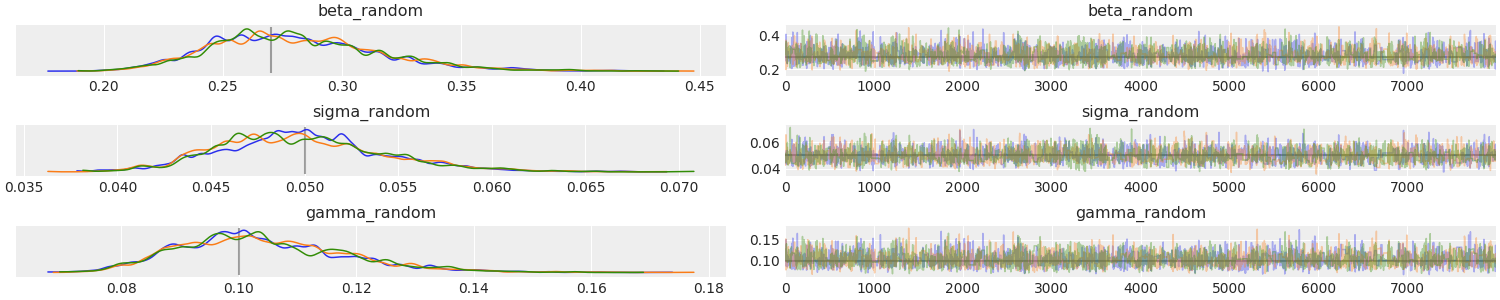 beta_random beta_random
0.4
0.2
0.20 0.25 0.30 0.35 0.40 0.45 0 1000 2000 3000 4000 5000 6000 7000
sigma_random sigma_random
0.06
0.04
0.035 0.040 0.045 0.050 0.055 0.060 0.065 0.070 0 1000 2000 3000 4000 5000 6000 7000
gamma_random gamma_random
0.15
0.10
0.08 0.10 0.12 0.14 0.16 0.18 0 1000 2000 3000 4000 5000 6000 7000